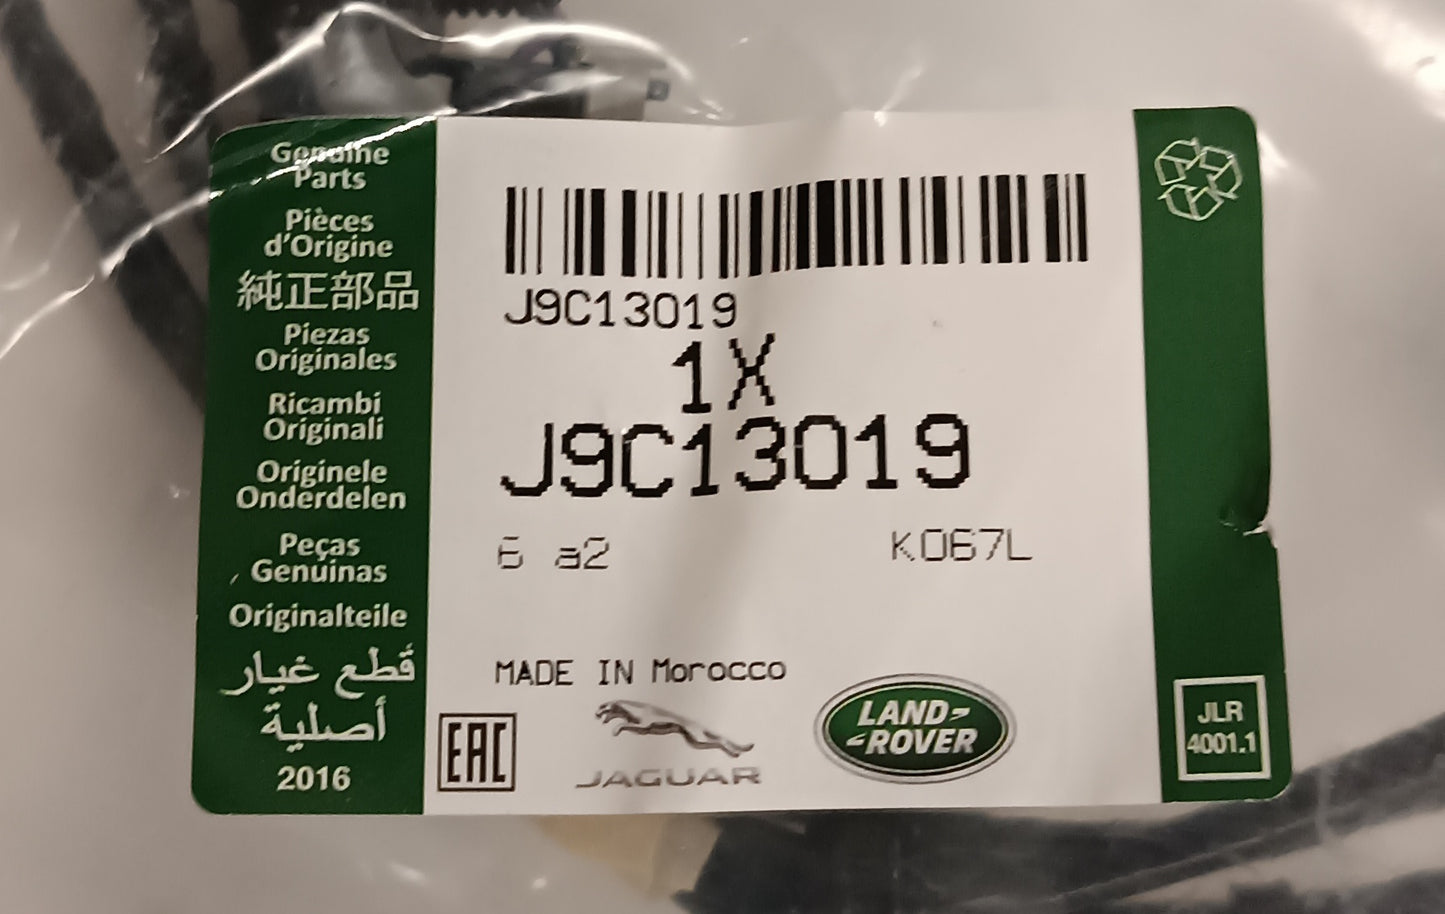 Genuine
Parts
Pièces
d'Origine
純正部品
Piezas
Originales
Ricambi
Originali
Originele
Onderdelen
Peças
Genuinas
Originalteile
قطع غيار
أصلية
2016
J9C13019
1X
J9C13019
6 a2 K067L
MADE IN Morocco
EAC
JAGUAR
LAND-
-ROVER
JLR
4001.1